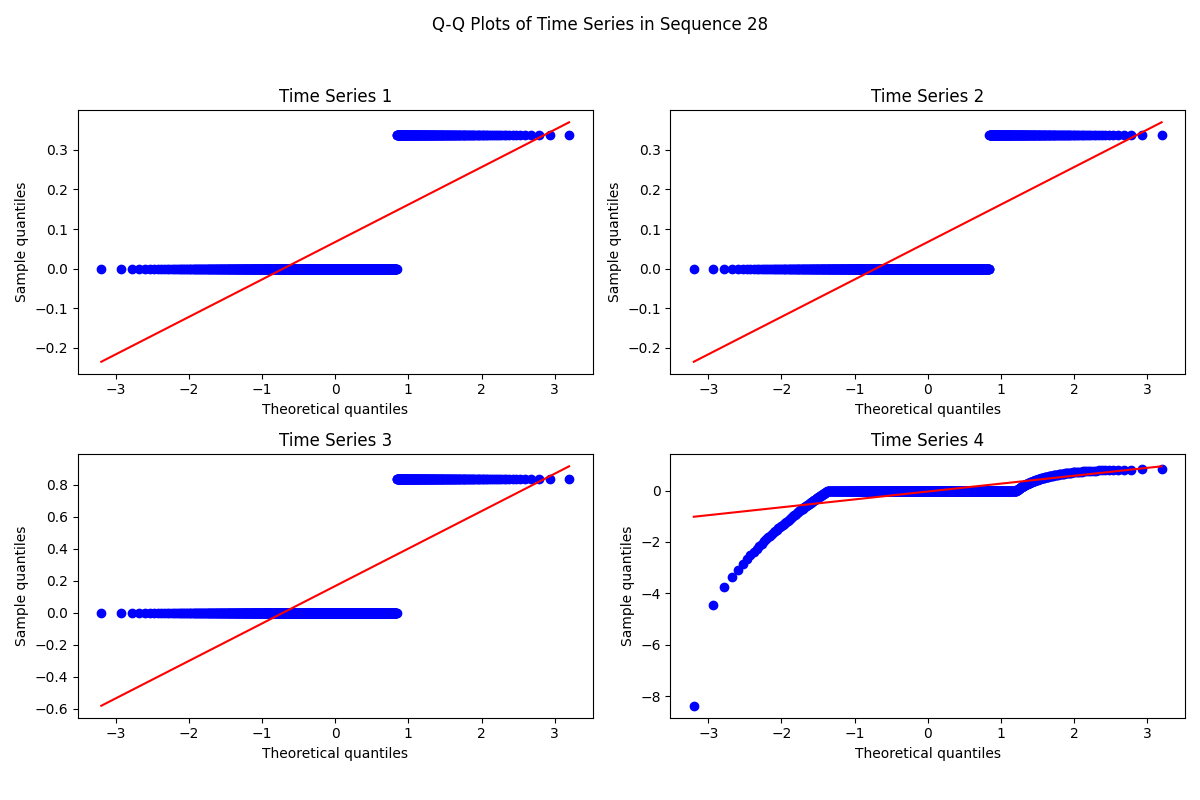 Q-Q Plots of Time Series in Sequence 28
Time Series 1
Sample quantiles
0.3
0.2
0.1
0.0
−0.1
−0.2
−3 −2 −1 0 1 2 3
Theoretical quantiles
Time Series 2
Sample quantiles
0.3
0.2
0.1
0.0
−0.1
−0.2
−3 −2 −1 0 1 2 3
Theoretical quantiles
Time Series 3
Sample quantiles
0.8
0.6
0.4
0.2
0.0
−0.2
−0.4
−0.6
−3 −2 −1 0 1 2 3
Theoretical quantiles
Time Series 4
Sample quantiles
0
−2
−4
−6
−8
−3 −2 −1 0 1 2 3
Theoretical quantiles